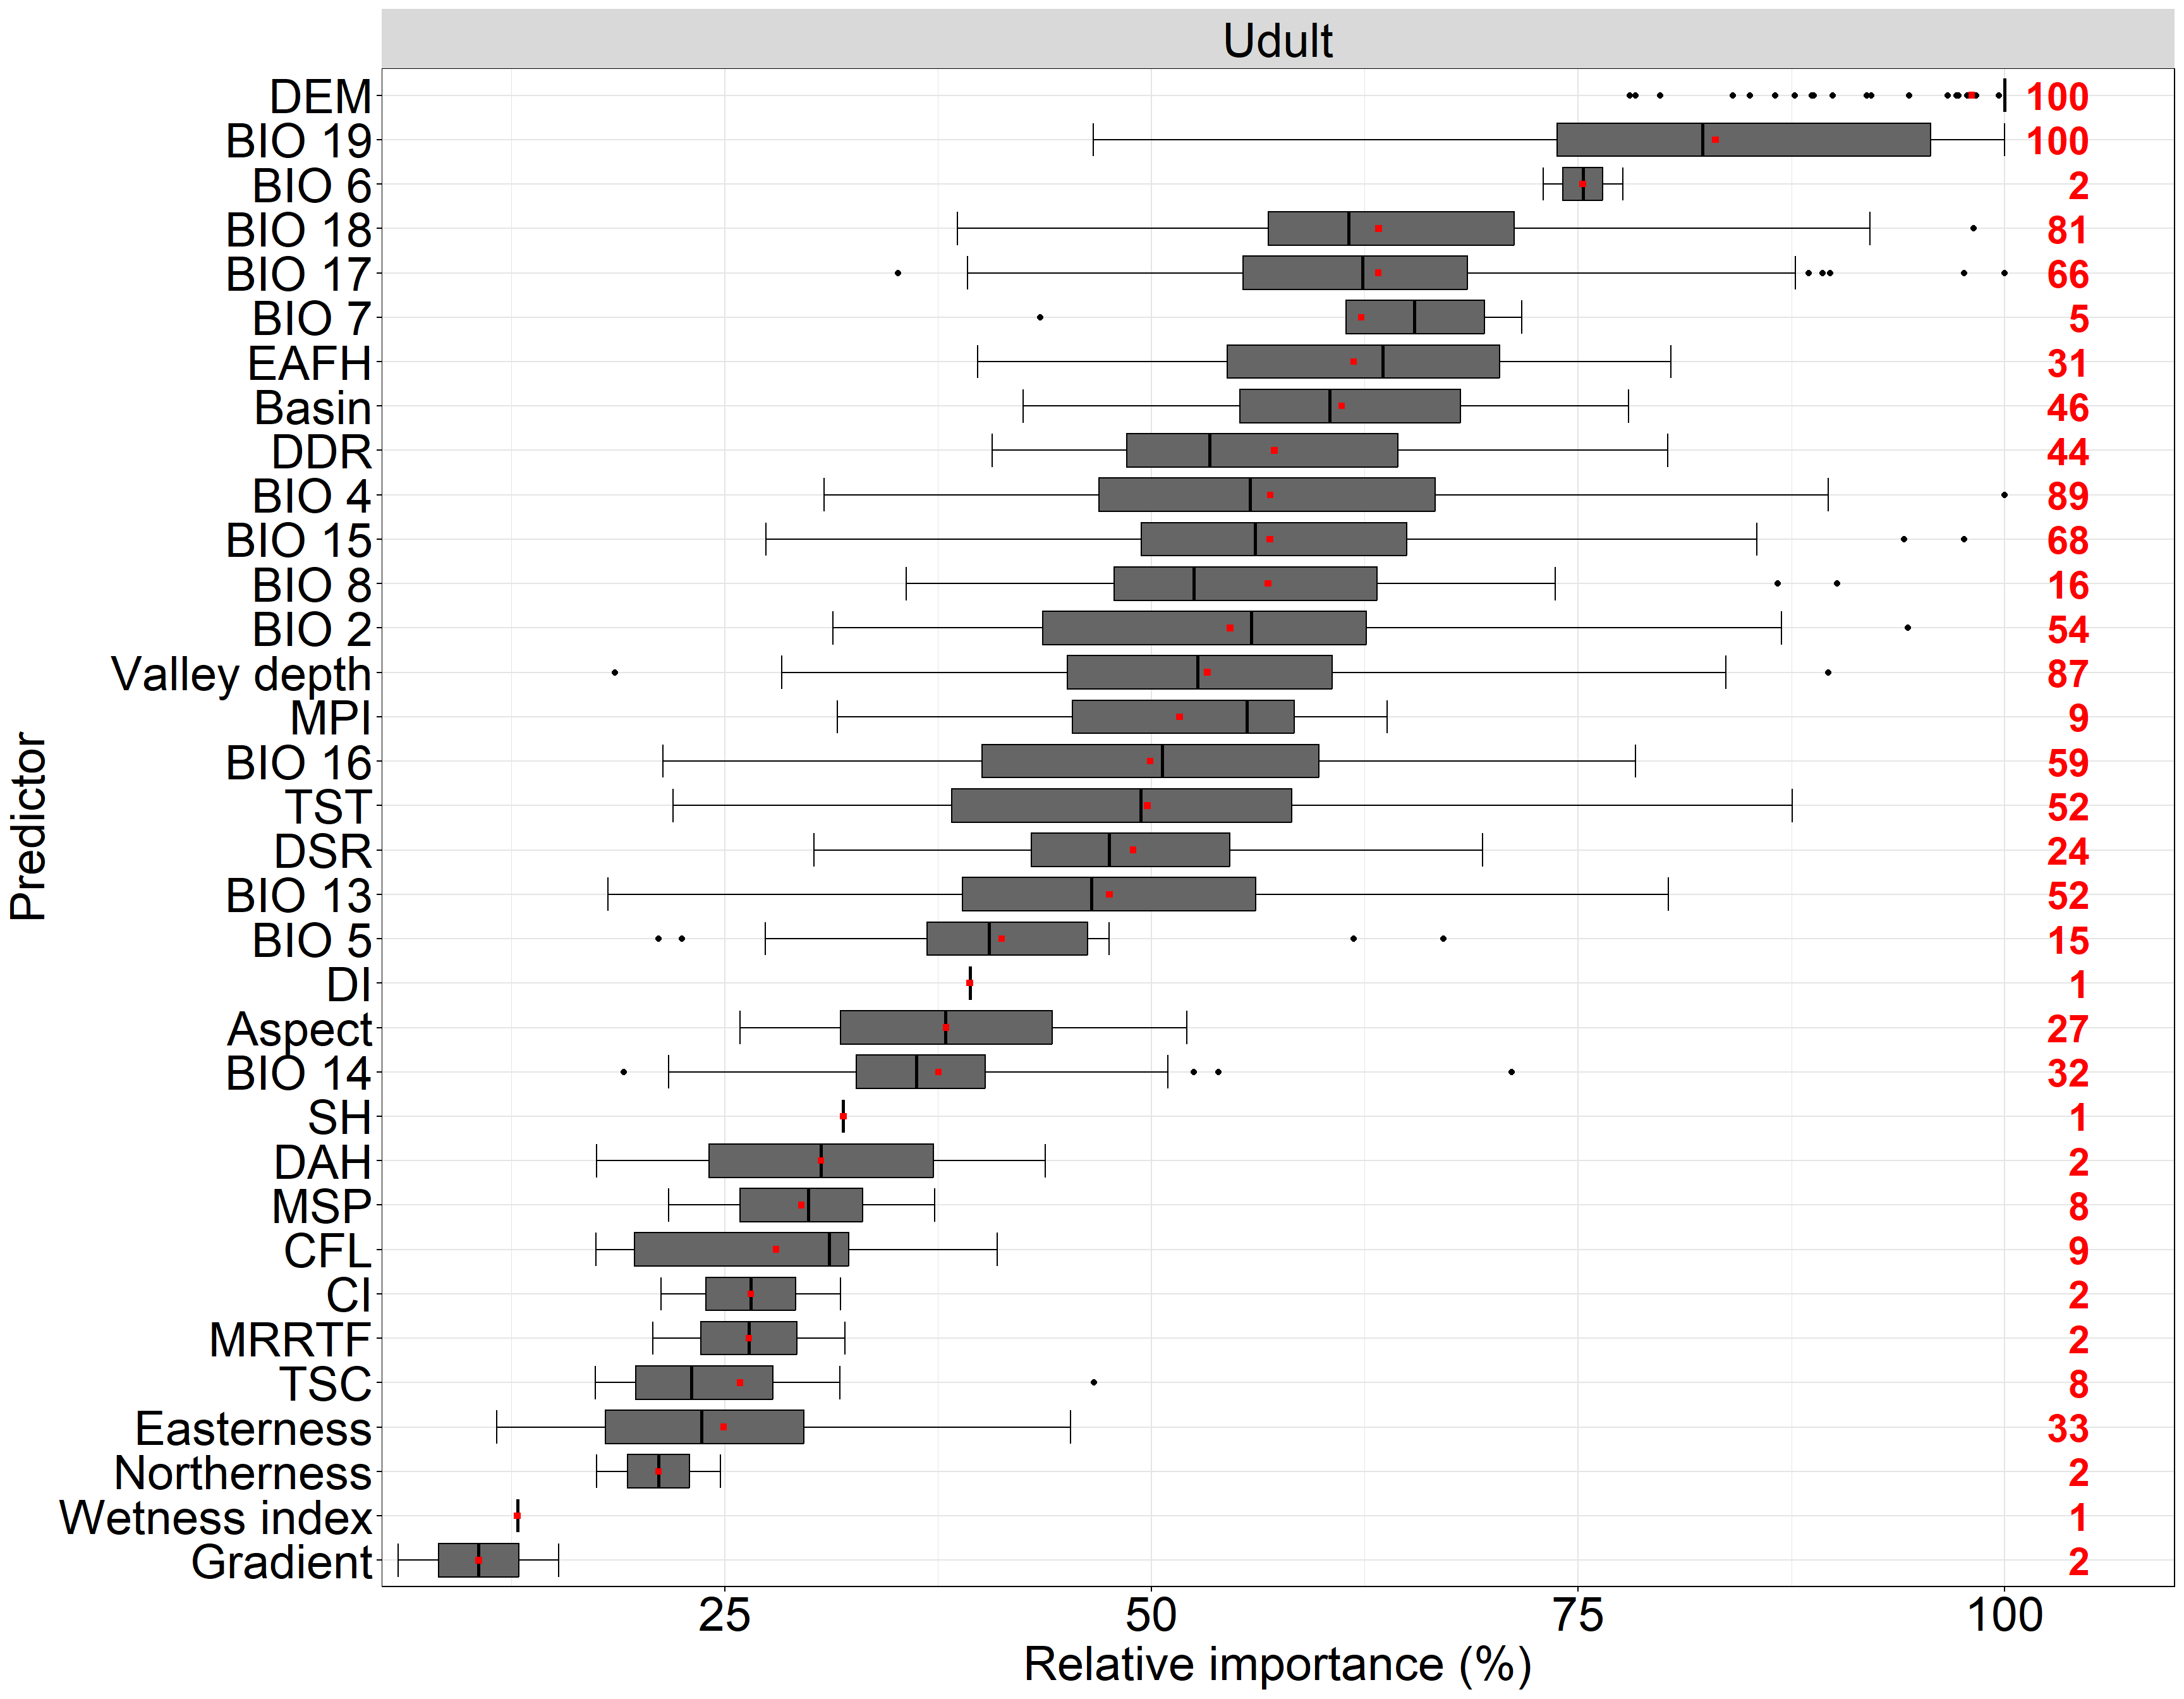 Udult
DEM 100
BIO 19 100
BIO 6 2
BIO 18 81
BIO 17 66
BIO 7 5
EAFH 31
Basin 46
DDR 44
BIO 4 89
BIO 15 68
BIO 8 16
BIO 2 54
Valley depth 87
MPI 9
BIO 16 59
TST 52
DSR 24
BIO 13 52
BIO 5 15
DI 1
Aspect 27
BIO 14 32
SH 1
DAH 2
MSP 8
CFL 9
CI 2
MRRTF 2
TSC 8
Easterness 33
Northerness 2
Wetness index 1
Gradient 2
Predictor
25 50 75 100
Relative importance (%)